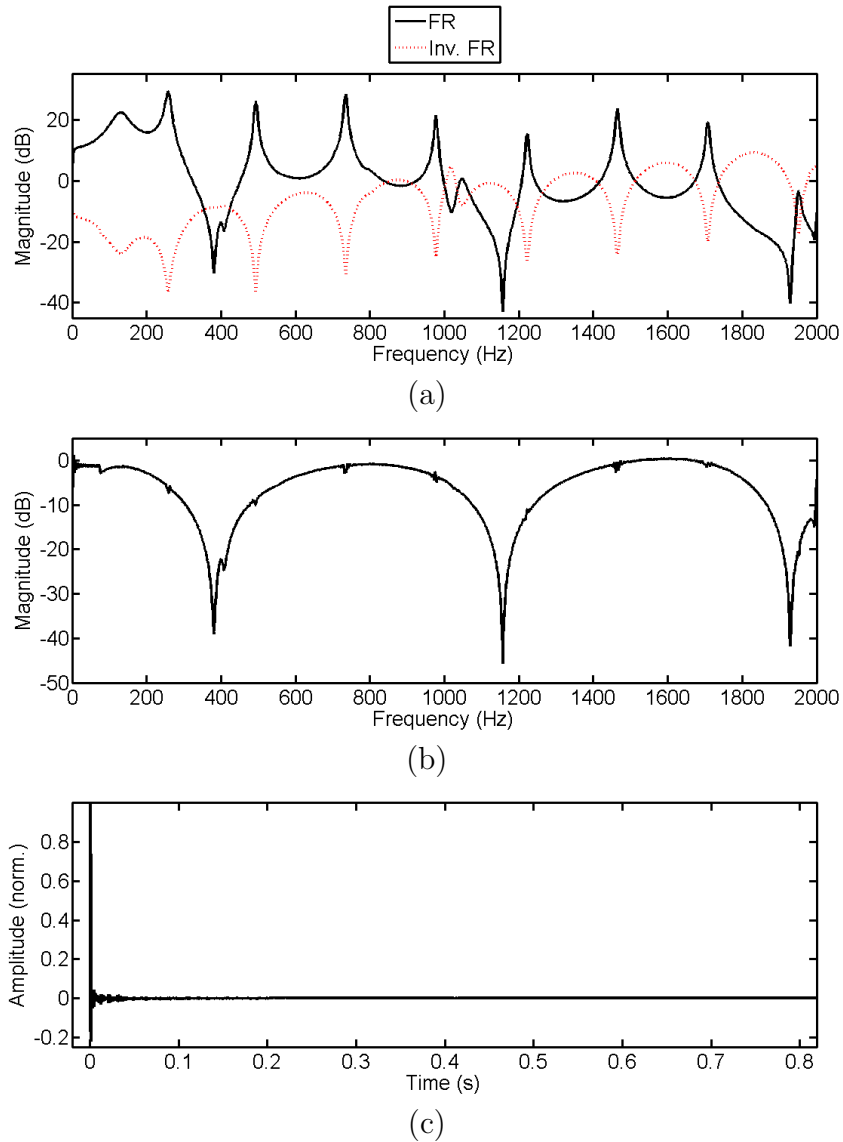 FR
Inv. FR
Magnitude (dB)
20
0
-20
-40
0 200 400 600 800 1000 1200 1400 1600 1800 2000
Frequency (Hz)
(a)
Magnitude (dB)
0
-10
-20
-30
-40
-50
0 200 400 600 800 1000 1200 1400 1600 1800 2000
Frequency (Hz)
(b)
Amplitude (norm.)
0.8
0.6
0.4
0.2
0
-0.2
0 0.1 0.2 0.3 0.4 0.5 0.6 0.7 0.8
Time (s)
(c)